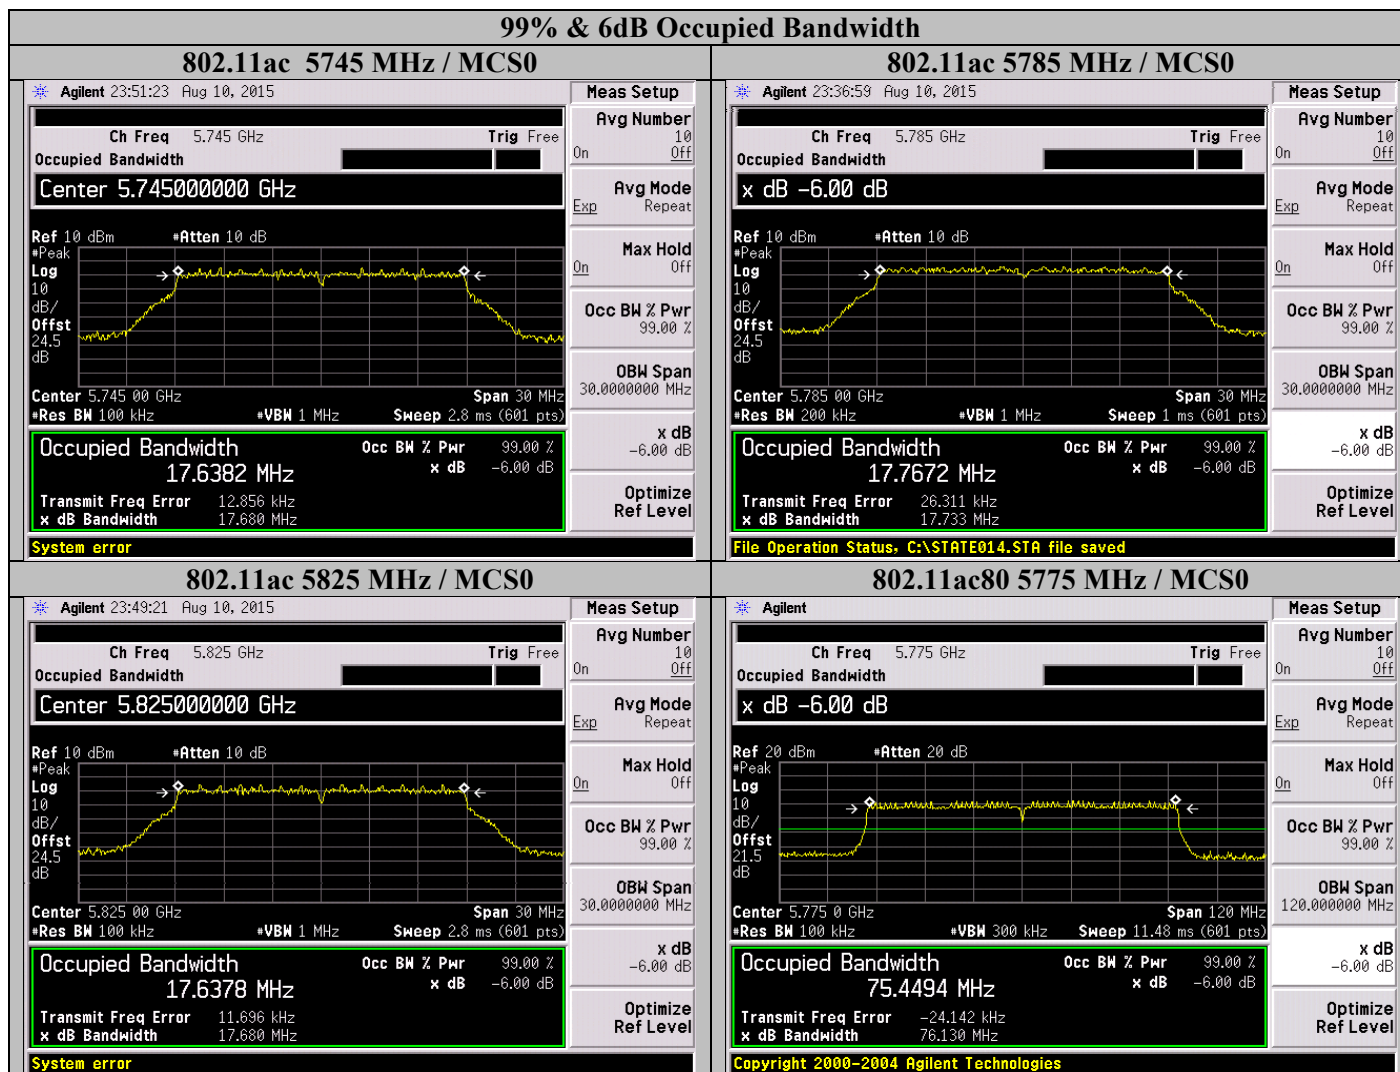 99% & 6dB Occupied Bandwidth
802.11ac 5745 MHz / MCS0
Agilent 23:51:23 Aug 10, 2015
Meas Setup
Ch Freq 5.745 GHz Trig Free
Occupied Bandwidth
Center 5.745000000 GHz
Ref 10 dBm #Atten 10 dB
#Peak
Log
10
dB/
Offst
24.5
dB
Center 5.745 00 GHz Span 30 MHz
#Res BW 100 kHz #VBW 1 MHz Sweep 2.8 ms (601 pts)
Occupied Bandwidth Occ BW % Pwr 99.00 %
17.6382 MHz x dB -6.00 dB
Transmit Freq Error 12.856 kHz
x dB Bandwidth 17.680 MHz
System error
Avg Number
10
On Off
Avg Mode
Exp Repeat
Max Hold
On Off
Occ BW % Pwr
99.00 %
OBW Span
30.0000000 MHz
x dB
-6.00 dB
Optimize
Ref Level
802.11ac 5785 MHz / MCS0
Agilent 23:36:59 Aug 10, 2015
Meas Setup
Ch Freq 5.785 GHz Trig Free
Occupied Bandwidth
x dB -6.00 dB
Ref 10 dBm #Atten 10 dB
#Peak
Log
10
dB/
Offst
24.5
dB
Center 5.785 00 GHz Span 30 MHz
#Res BW 200 kHz #VBW 1 MHz Sweep 1 ms (601 pts)
Occupied Bandwidth Occ BW % Pwr 99.00 %
17.7672 MHz x dB -6.00 dB
Transmit Freq Error 26.311 kHz
x dB Bandwidth 17.733 MHz
File Operation Status, C:\STATE014.STA file saved
Avg Number
10
On Off
Avg Mode
Exp Repeat
Max Hold
On Off
Occ BW % Pwr
99.00 %
OBW Span
30.0000000 MHz
x dB
-6.00 dB
Optimize
Ref Level
802.11ac 5825 MHz / MCS0
Agilent 23:49:21 Aug 10, 2015
Meas Setup
Ch Freq 5.825 GHz Trig Free
Occupied Bandwidth
Center 5.825000000 GHz
Ref 10 dBm #Atten 10 dB
#Peak
Log
10
dB/
Offst
24.5
dB
Center 5.825 00 GHz Span 30 MHz
#Res BW 100 kHz #VBW 1 MHz Sweep 2.8 ms (601 pts)
Occupied Bandwidth Occ BW % Pwr 99.00 %
17.6378 MHz x dB -6.00 dB
Transmit Freq Error 11.696 kHz
x dB Bandwidth 17.680 MHz
System error
Avg Number
10
On Off
Avg Mode
Exp Repeat
Max Hold
On Off
Occ BW % Pwr
99.00 %
OBW Span
30.0000000 MHz
x dB
-6.00 dB
Optimize
Ref Level
802.11ac80 5775 MHz / MCS0
Agilent
Meas Setup
Ch Freq 5.775 GHz Trig Free
Occupied Bandwidth
x dB -6.00 dB
Ref 20 dBm #Atten 20 dB
#Peak
Log
10
dB/
Offst
21.5
dB
Center 5.775 0 GHz Span 120 MHz
#Res BW 100 kHz #VBW 300 kHz Sweep 11.48 ms (601 pts)
Occupied Bandwidth Occ BW % Pwr 99.00 %
75.4494 MHz x dB -6.00 dB
Transmit Freq Error -24.142 kHz
x dB Bandwidth 76.130 MHz
Copyright 2000-2004 Agilent Technologies
Avg Number
10
On Off
Avg Mode
Exp Repeat
Max Hold
On Off
Occ BW % Pwr
99.00 %
OBW Span
120.000000 MHz
x dB
-6.00 dB
Optimize
Ref Level